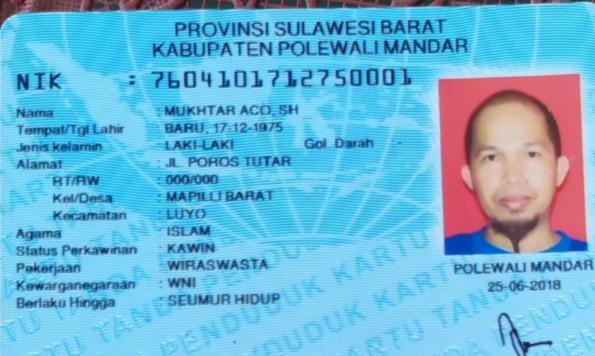 PROVINSI SULAWESI BARAT
KABUPATEN POLEWALI MANDAR
NIK : 7604101712750001
Nama : MUKHTAR ACO, SH
Tempat/Tgl Lahir : BARU, 17-12-1975
Jenis kelamin : LAKI-LAKI Gol. Darah : -
Alamat : JL. POROS TUTAR
RT/RW : 000/000
Kel/Desa : MAPILLI BARAT
Kecamatan : LUYO
Agama : ISLAM
Status Perkawinan : KAWIN
Pekerjaan : WIRASWASTA
Kewarganegaraan : WNI
Berlaku Hingga : SEUMUR HIDUP
POLEWALI MANDAR
25-06-2018